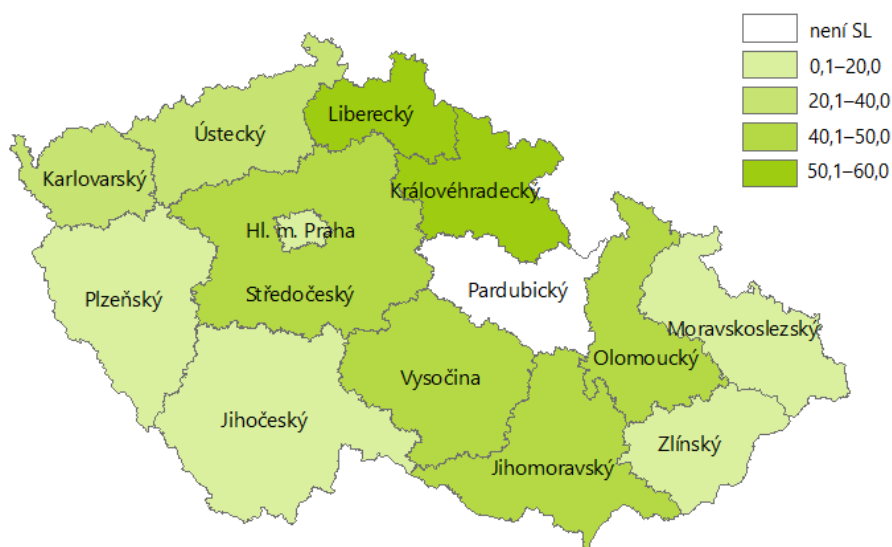 není SL
0,1–20,0
20,1–40,0
40,1–50,0
50,1–60,0
Liberecký
Ústecký
Karlovarský
Královéhradecký
Hl. m. Praha
Středočeský
Pardubický
Plzeňský
Moravskoslezský
Olomoucký
Vysočina
Jihočeský
Zlínský
Jihomoravský